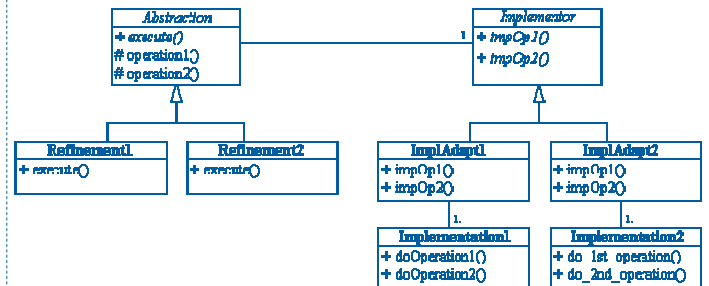 Abstraction
+ execute()
# operation1()
# operation2()
1
Implementor
+ impOp1()
+ impOp2()
Refinement1
+ execute()
Refinement2
+ execute()
ImplAdapt1
+ impOp1()
+ impOp2()
ImplAdapt2
+ impOp1()
+ impOp2()
1.
1.
Implementation1
+ doOperation1()
+ doOperation2()
Implementation2
+ do_1st_operation()
+ do_2nd_operation()